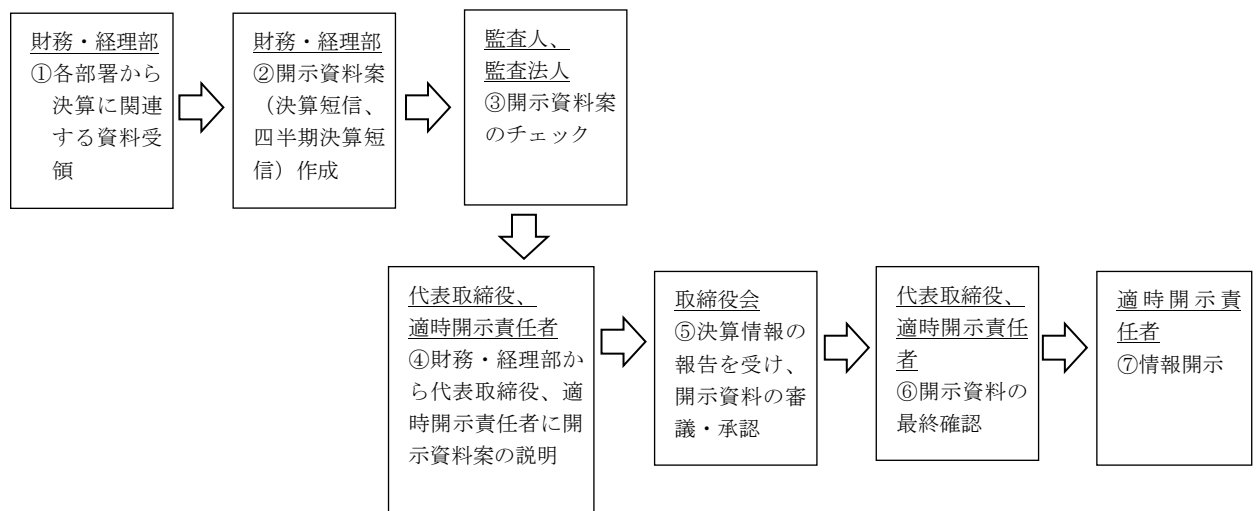 財務・経理部
①各部署から
決算に関連
する資料受
領
財務・経理部
②開示資料案
（決算短信、
四半期決算短
信）作成
監査人、
監査法人
③開示資料案
のチェック
代表取締役、
適時開示責任者
④財務・経理部か
ら代表取締役、適
時開示責任者に開
示資料案の説明
取締役会
⑤決算情報の
報告を受け、
開示資料の審
議・承認
代表取締役、
適時開示責任
者
⑥開示資料の
最終確認
適時開示責
任者
⑦情報開示